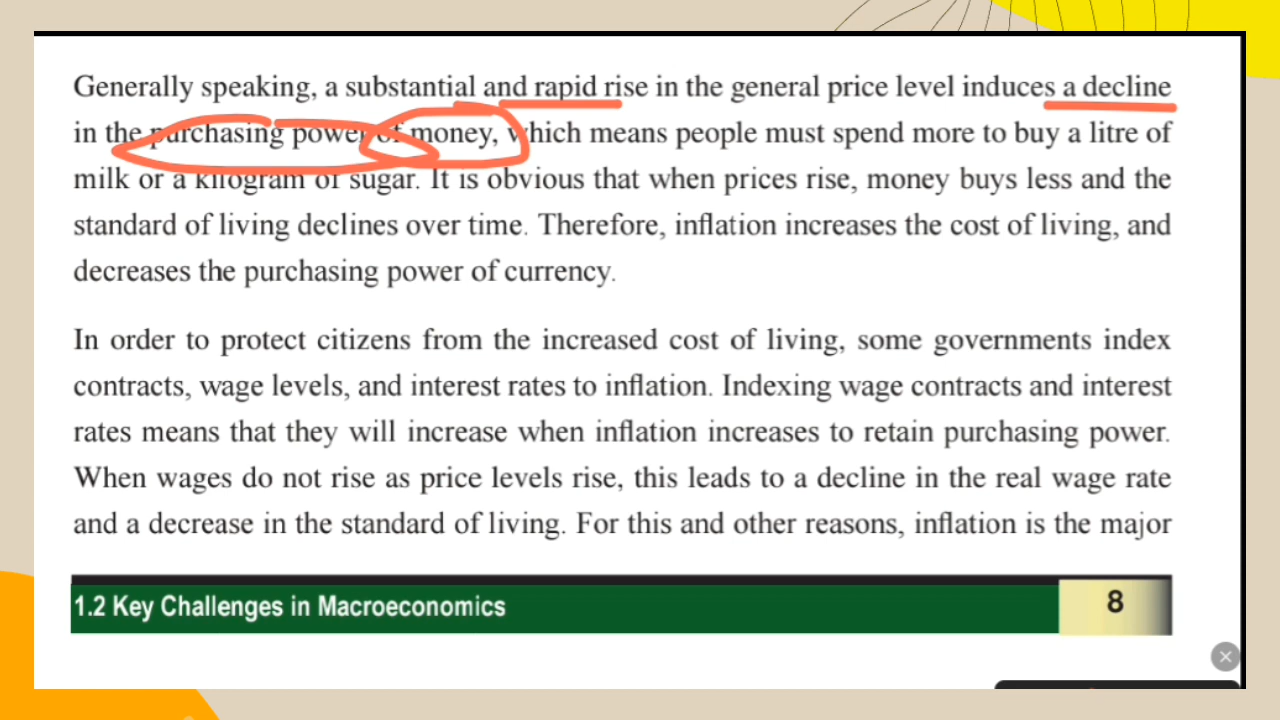 Generally speaking, a substantial and rapid rise in the general price level induces a decline
in the purchasing power of money, which means people must spend more to buy a litre of
milk or a kilogram of sugar. It is obvious that when prices rise, money buys less and the
standard of living declines over time. Therefore, inflation increases the cost of living, and
decreases the purchasing power of currency.
In order to protect citizens from the increased cost of living, some governments index
contracts, wage levels, and interest rates to inflation. Indexing wage contracts and interest
rates means that they will increase when inflation increases to retain purchasing power.
When wages do not rise as price levels rise, this leads to a decline in the real wage rate
and a decrease in the standard of living. For this and other reasons, inflation is the major
1.2 Key Challenges in Macroeconomics
8